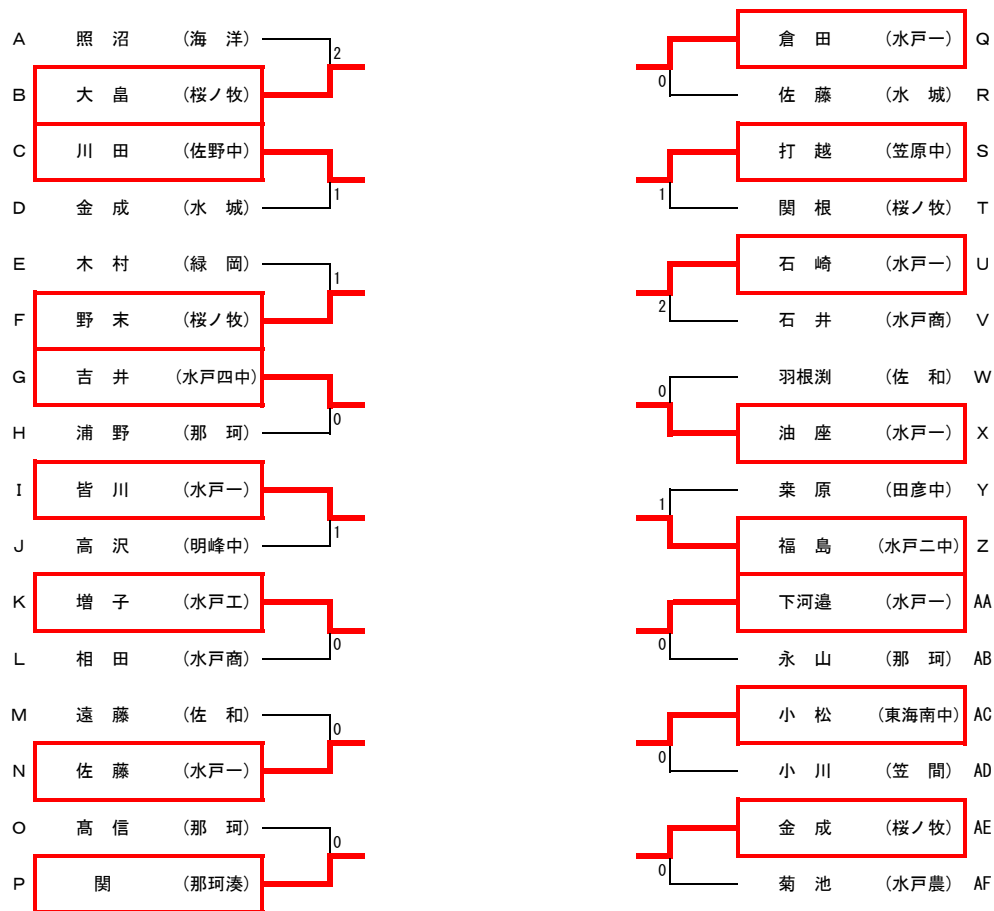 A 照沼 (海 洋)
2
B 大畠 (桜ノ牧)
C 川田 (佐野中)
1
D 金成 (水 城)
E 木村 (緑 岡)
1
F 野末 (桜ノ牧)
G 吉井 (水戸四中)
0
H 浦野 (那 珂)
I 皆川 (水戸一)
1
J 高沢 (明峰中)
K 増子 (水戸工)
0
L 相田 (水戸商)
M 遠藤 (佐 和)
0
N 佐藤 (水戸一)
O 髙信 (那 珂)
0
P 関 (那珂湊)
倉田 (水戸一) Q
0
佐藤 (水 城) R
打越 (笠原中) S
1
関根 (桜ノ牧) T
石崎 (水戸一) U
2
石井 (水戸商) V
羽根渕 (佐 和) W
0
油座 (水戸一) X
桒原 (田彦中) Y
1
福島 (水戸二中) Z
下河邉 (水戸一) AA
0
永山 (那 珂) AB
小松 (東海南中) AC
0
小川 (笠 間) AD
金成 (桜ノ牧) AE
0
菊池 (水戸農) AF